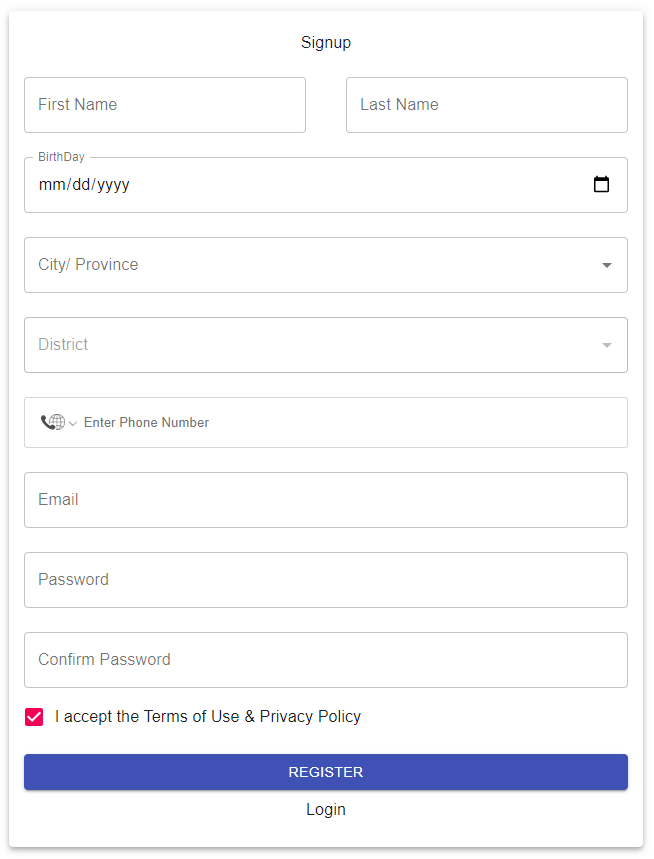 Signup
First Name
Last Name
BirthDay
mm/dd/yyyy
City/ Province
District
Enter Phone Number
Email
Password
Confirm Password
I accept the Terms of Use & Privacy Policy
REGISTER
Login